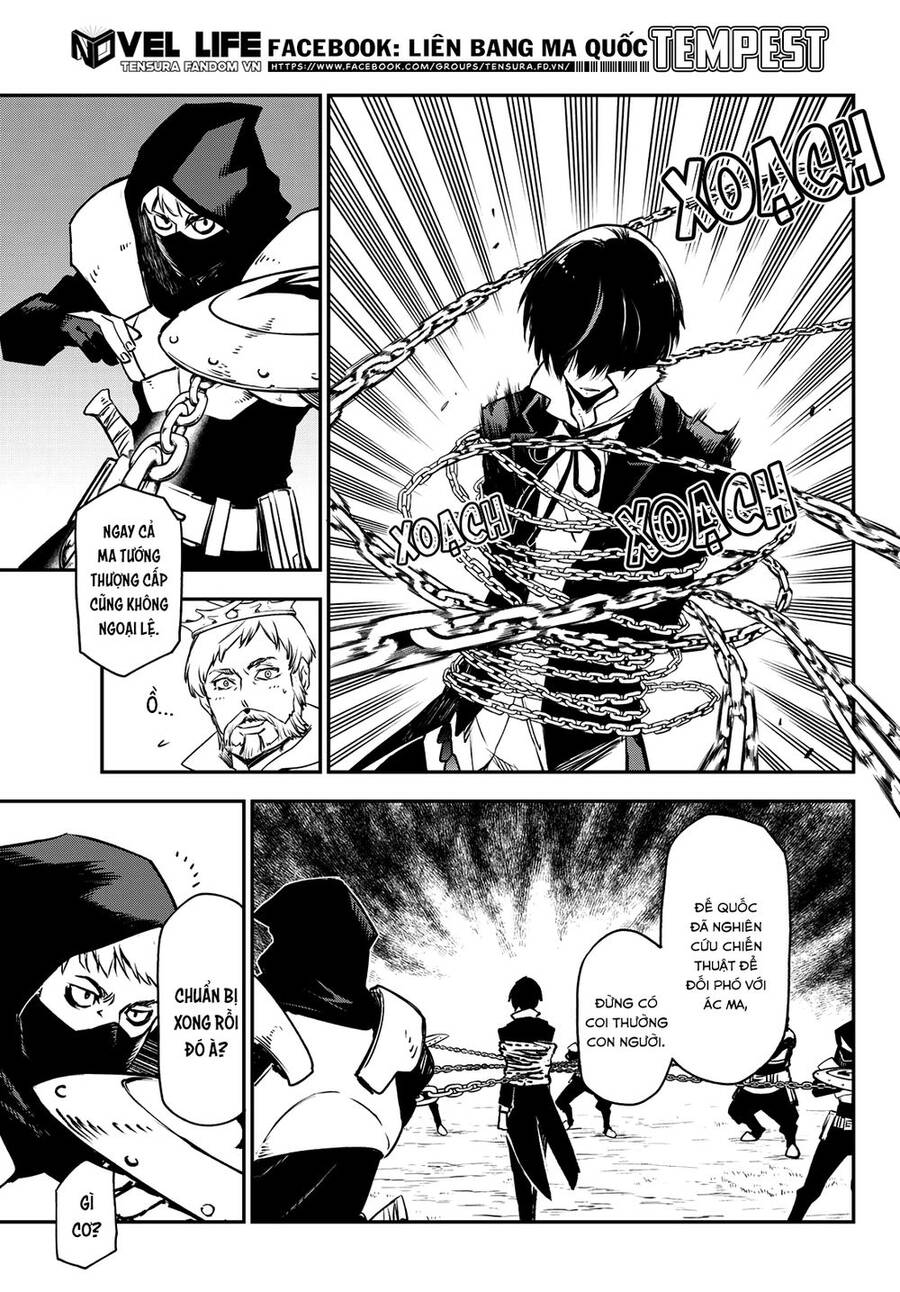 NOVEL LIFE
TENSURA FANDOM VN
FACEBOOK: LIÊN BANG MA QUỐC
HTTPS://WWW.FACEBOOK.COM/GROUPS/TENSURA.FD.VN/
TEMPEST
XOẠCH
XOẠCH
XOẠCH
NGAY CẢ
MA TƯỚNG
THƯỢNG CẤP
CŨNG KHÔNG
NGOẠI LỆ.
Ồ...
ĐẾ QUỐC
ĐÃ NGHIÊN
CỨU CHIẾN
THUẬT ĐỂ
ĐỐI PHÓ VỚI
ÁC MA,
ĐỪNG CÓ
COI THƯỜNG
CON NGƯỜI.
CHUẨN BỊ
XONG RỒI
ĐÓ À?
GÌ
CƠ?